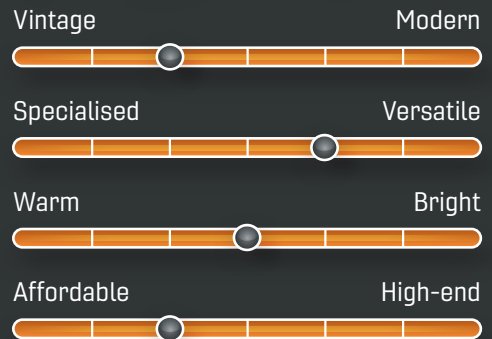 Vintage Modern
Specialised Versatile
Warm Bright
Affordable High-end